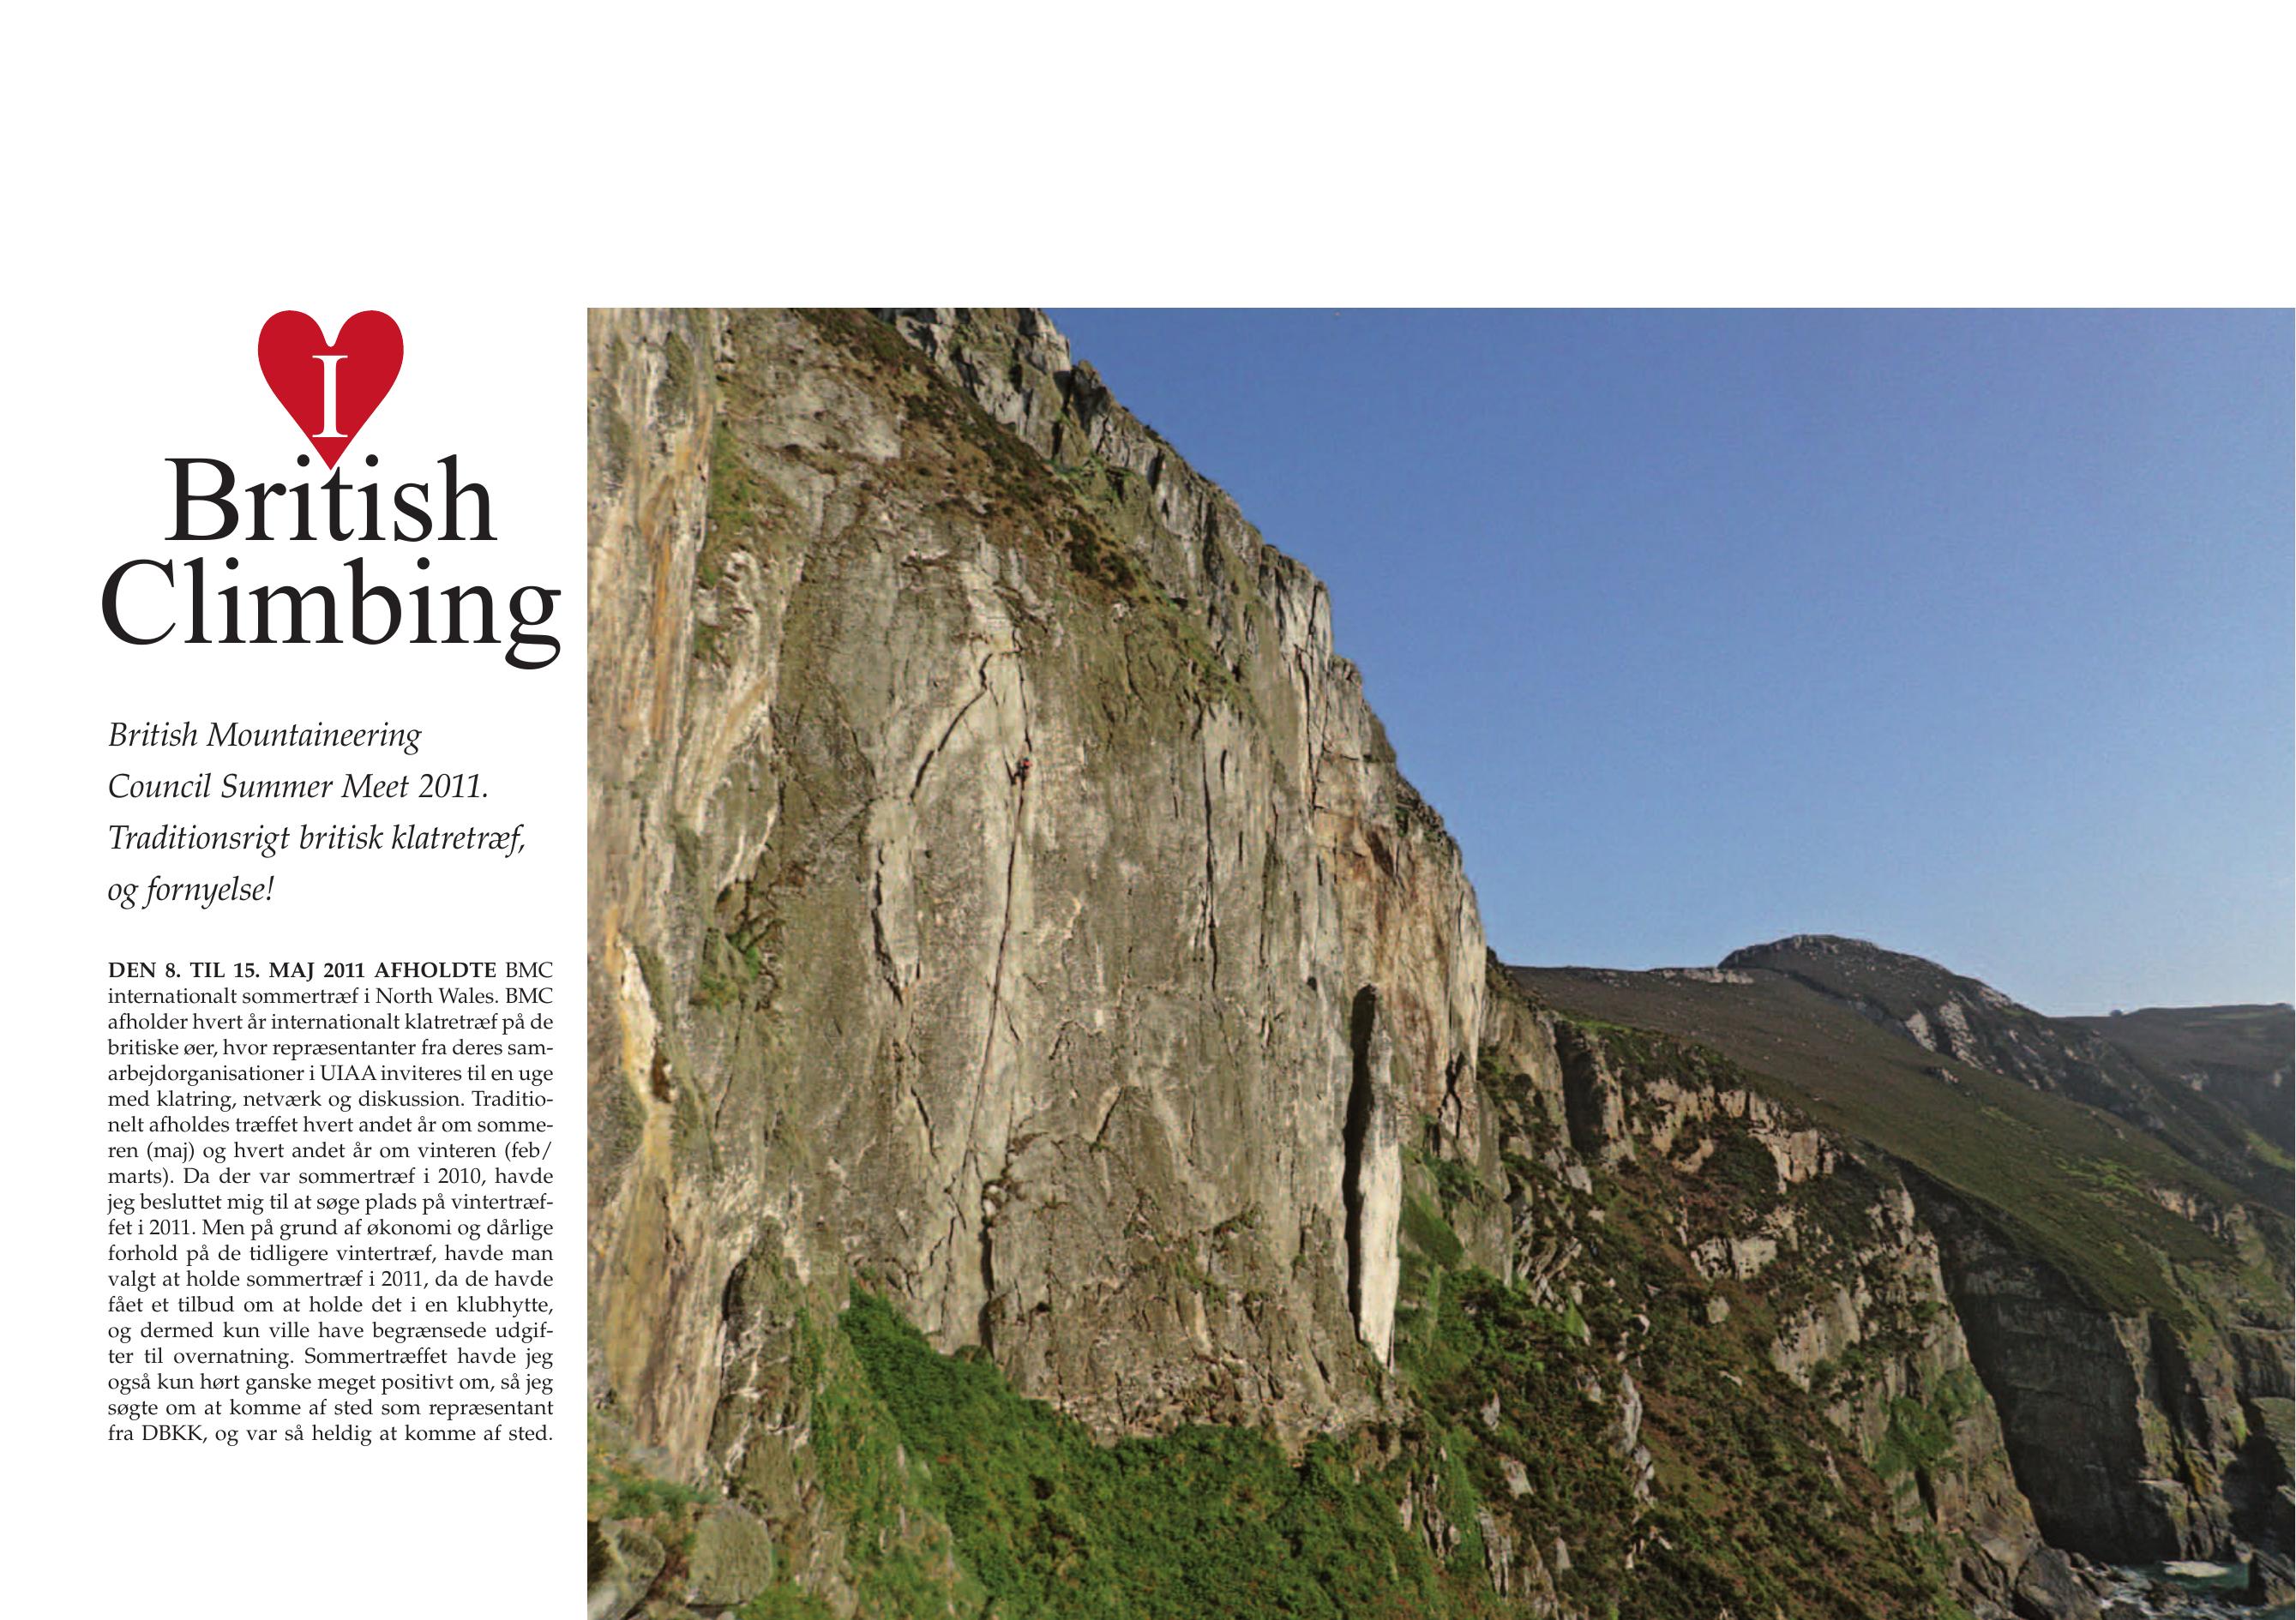 I
British
Climbing
British Mountaineering
Council Summer Meet 2011.
Traditionsrigt britisk klatretræf,
og fornyelse!
DEN 8. TIL 15. MAJ 2011 AFHOLDTE BMC
internationalt sommertræf i North Wales. BMC
afholder hvert år internationalt klatretræf på de
britiske øer, hvor repræsentanter fra deres sam-
arbejdorganisationer i UIAA inviteres til en uge
med klatring, netværk og diskussion. Traditio-
nelt afholdes træffet hvert andet år om somme-
ren (maj) og hvert andet år om vinteren (feb/
marts). Da der var sommertræf i 2010, havde
jeg besluttet mig til at søge plads på vintertræf-
fet i 2011. Men på grund af økonomi og dårlige
forhold på de tidligere vintertræf, havde man
valgt at holde sommertræf i 2011, da de havde
fået et tilbud om at holde det i en klubhytte,
og dermed kun ville have begrænsede udgif-
ter til overnatning. Sommertræffet havde jeg
også kun hørt ganske meget positivt om, så jeg
søgte om at komme af sted som repræsentant
fra DBKK, og var så heldig at komme af sted.